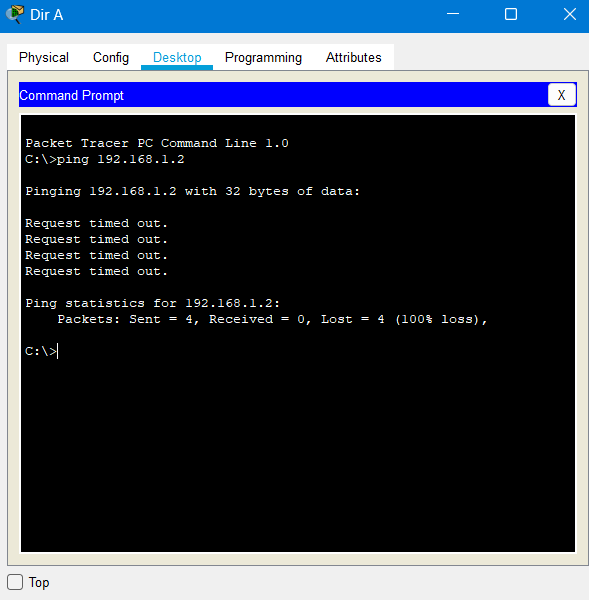 Dir A
Physical Config Desktop Programming Attributes
Command Prompt
X
Packet Tracer PC Command Line 1.0
C:\>ping 192.168.1.2
Pinging 192.168.1.2 with 32 bytes of data:
Request timed out.
Request timed out.
Request timed out.
Request timed out.
Ping statistics for 192.168.1.2:
    Packets: Sent = 4, Received = 0, Lost = 4 (100% loss),
C:\>
Top